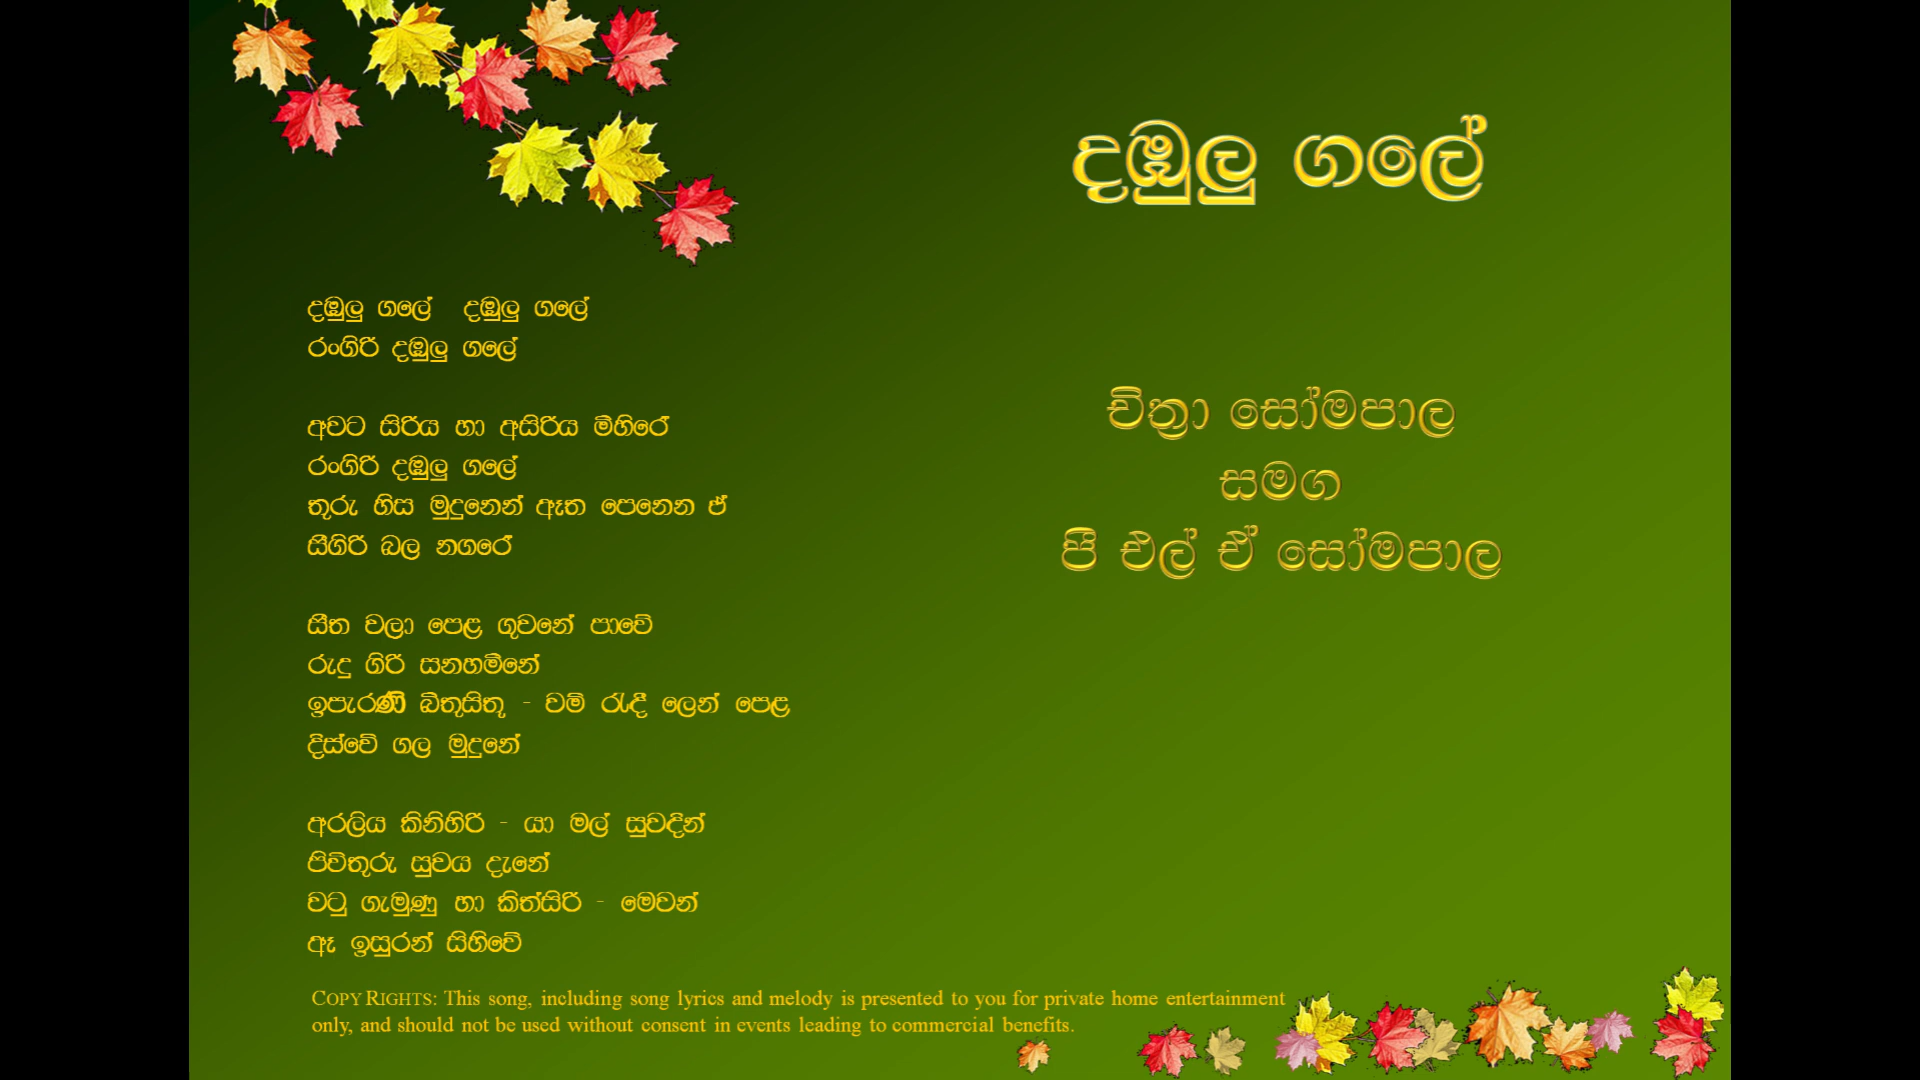 දඹුලු ගලේ
චිත්‍රා සෝමපාල
සමග
පී එල් ඒ සෝමපාල
දඹුලු ගලේ දඹුලු ගලේ
රංගිරි දඹුලු ගලේ
අවට සිරිය හා අසිරිය මිහිරේ
රංගිරි දඹුලු ගලේ
තුරු හිස මුදුනෙන් ඈත පෙනෙන ඒ
සීගිරි බල නගරේ
සීත වලා පෙළ ගුවනේ පාවේ
රුදු ගිරි සනහමිනේ
ඉපැරණි බිතුසිතු - වම් රැඳී ලෙන් පෙළ
දිස්වේ ගල මුදුනේ
අරලිය කිනිහිරි - යා මල් සුවදින්
පිවිතුරු සුවය දැනේ
වටු ගැමුණු හා කිත්සිරි - මෙවන්
ඈ ඉසුරන් සිහිවේ
COPY RIGHTS: This song, including song lyrics and melody is presented to you for private home entertainment
only, and should not be used without consent in events leading to commercial benefits.